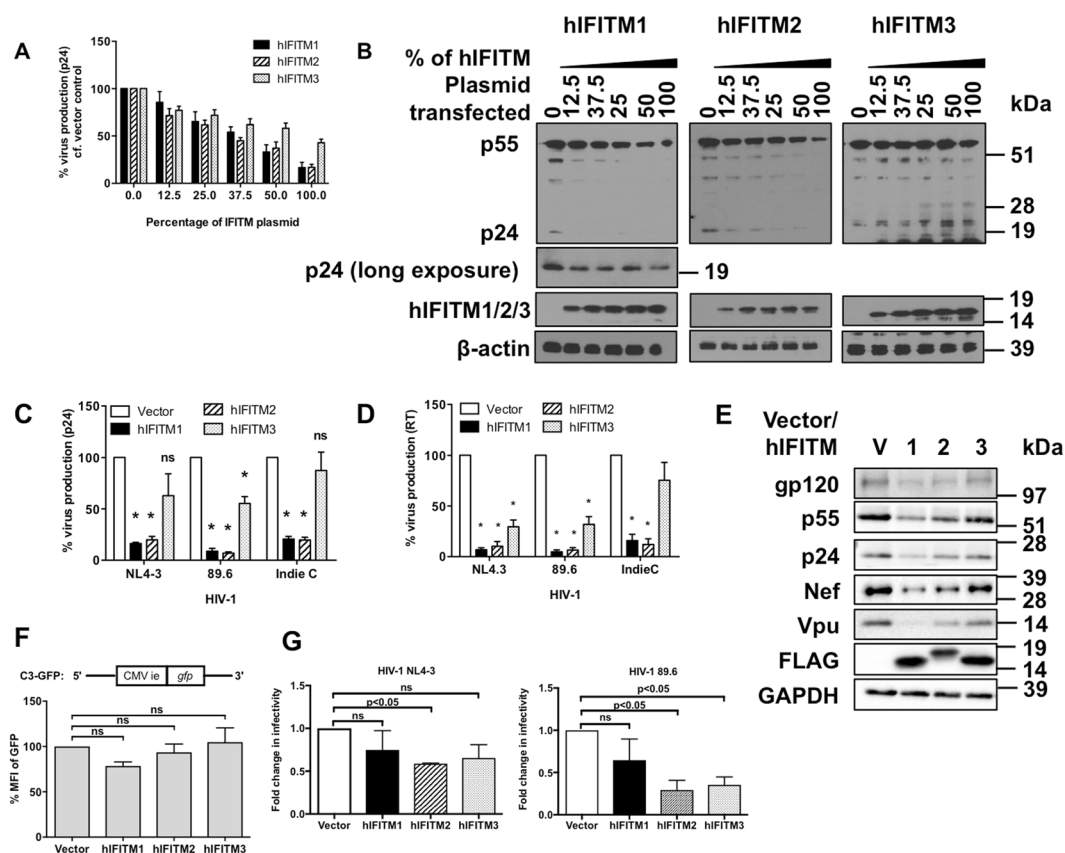 A
% virus production (p24)
cf. vector control
150
100
50
0
hIFITM1
hIFITM2
hIFITM3
0.0 12.5 25.0 37.5 50.0 100.0
Percentage of IFITM plasmid
B
hIFITM1 hIFITM2 hIFITM3
% of hIFITM
Plasmid
transfected
0 12.5 37.5 25 50 100
0 12.5 37.5 25 50 100
0 12.5 37.5 25 50 100
kDa
p55
51
28
p24
19
p24 (long exposure)
19
hIFITM1/2/3
19
14
β-actin
39
C
% virus production (p24)
150
100
50
0
Vector
hIFITM1
hIFITM2
hIFITM3
* * ns
* * *
* * ns
NL4-3 89.6 Indie C
HIV-1
D
% virus production (RT)
150
100
50
0
Vector
hIFITM1
hIFITM2
hIFITM3
* * *
* * *
* *
NL4.3 89.6 IndieC
HIV-1
E
Vector/
hIFITM
V 1 2 3
kDa
gp120
97
p55
51
28
p24
39
Nef
28
Vpu
14
19
FLAG
14
GAPDH
39
F
C3-GFP: 5' CMV ie gfp 3'
% MFI of GFP
150
100
50
0
ns
ns
ns
Vector hIFITM1 hIFITM2 hIFITM3
G
HIV-1 NL4-3
Fold change in infectivity
1.5
1.0
0.5
0.0
ns
p<0.05
ns
Vector hIFITM1 hIFITM2 hIFITM3
HIV-1 89.6
Fold change in infectivity
1.5
1.0
0.5
0.0
p<0.05
p<0.05
ns
Vector hIFITM1 hIFITM2 hIFITM3